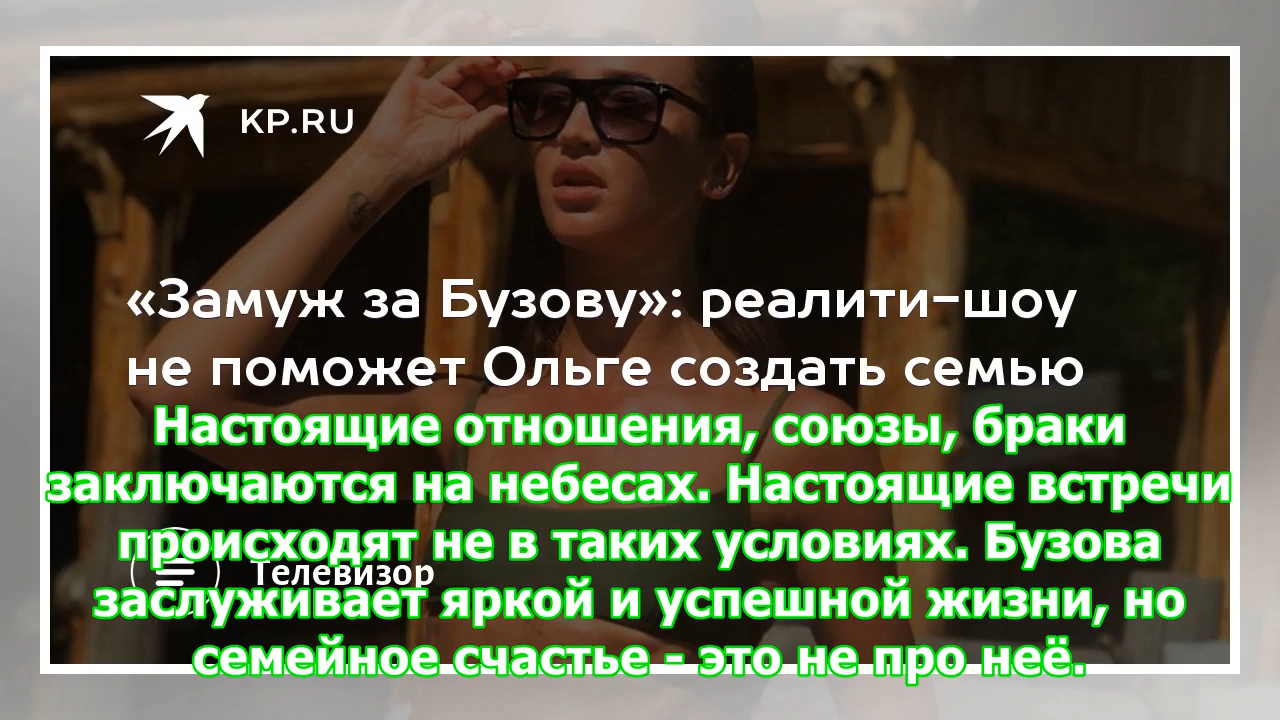 KP.RU
«Замуж за Бузову»: реалити-шоу
не поможет Ольге создать семью
Настоящие отношения, союзы, браки
заключаются на небесах. Настоящие встречи
происходят не в таких условиях. Бузова
Телевизор
заслуживает яркой и успешной жизни, но
семейное счастье - это не про неё.